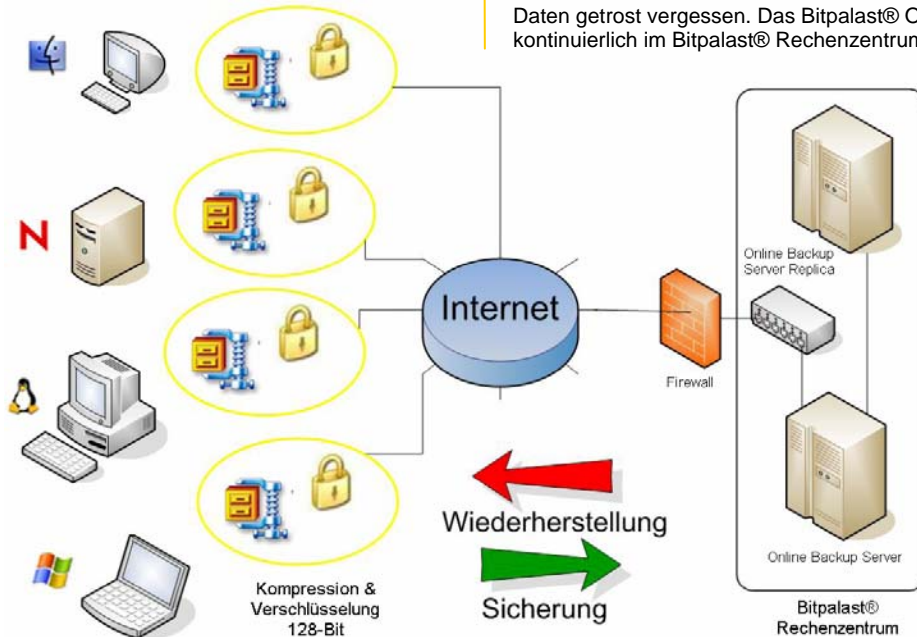 Daten getrost vergessen. Das Bitpalast®
kontinuierlich im Bitpalast®
N
Internet
Firewall
Online Backup
Server Replica
Online Backup Server
Bitpalast®
Rechenzentrum
Wiederherstellung
Sicherung
Kompression &
Verschlüsselung
128-Bit